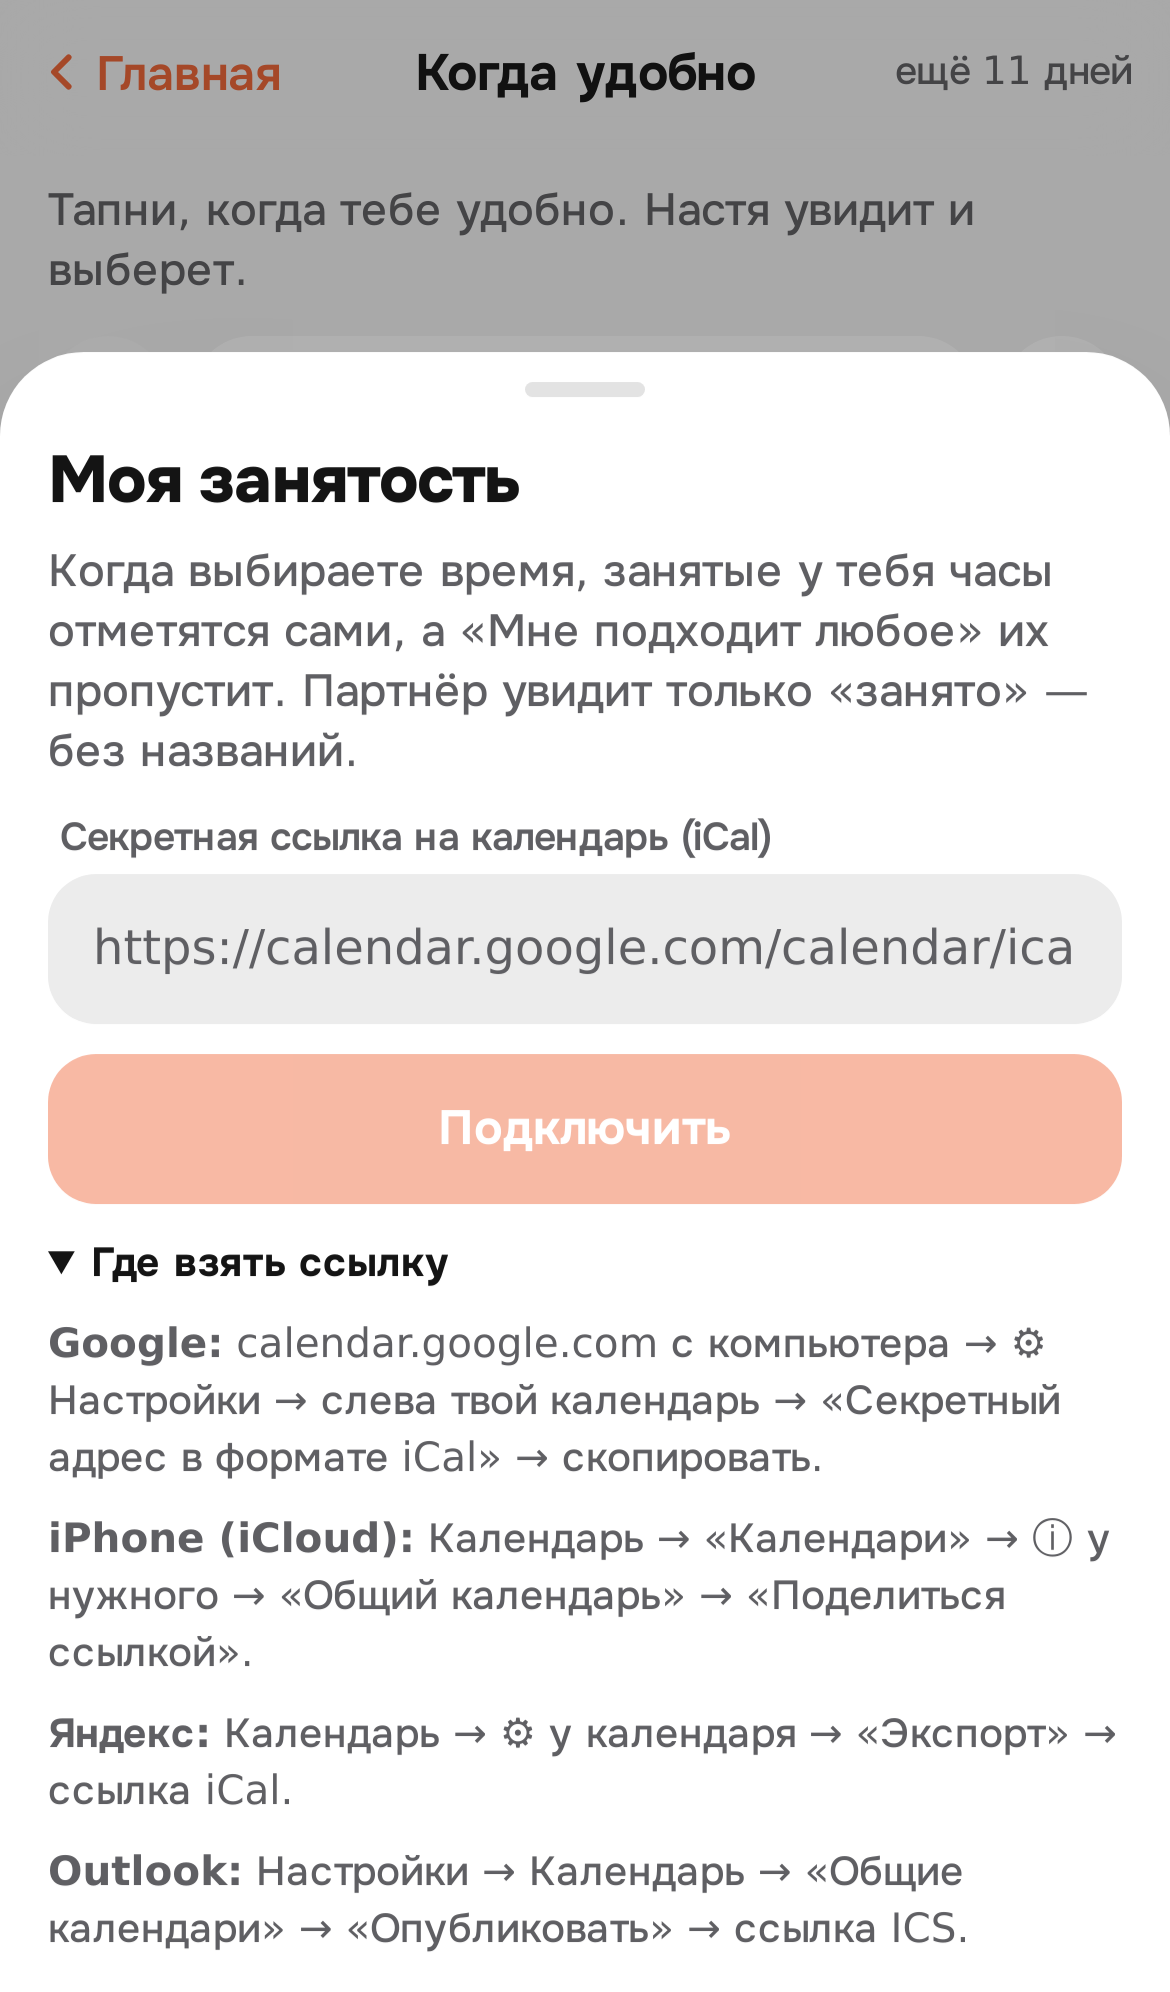 Главная
Когда удобно
ещё 11 дней
Тапни, когда тебе удобно. Настя увидит и
выберет.
Моя занятость
Когда выбираете время, занятые у тебя часы
отметятся сами, а «Мне подходит любое» их
пропустит. Партнёр увидит только «занято» —
без названий.
Секретная ссылка на календарь (iCal)
https://calendar.google.com/calendar/ica
Подключить
▼ Где взять ссылку
Google: calendar.google.com с компьютера → ⚙
Настройки → слева твой календарь → «Секретный
адрес в формате iCal» → скопировать.
iPhone (iCloud): Календарь → «Календари» → ⓘ у
нужного → «Общий календарь» → «Поделиться
ссылкой».
Яндекс: Календарь → ⚙ у календаря → «Экспорт» →
ссылка iCal.
Outlook: Настройки → Календарь → «Общие
календари» → «Опубликовать» → ссылка ICS.